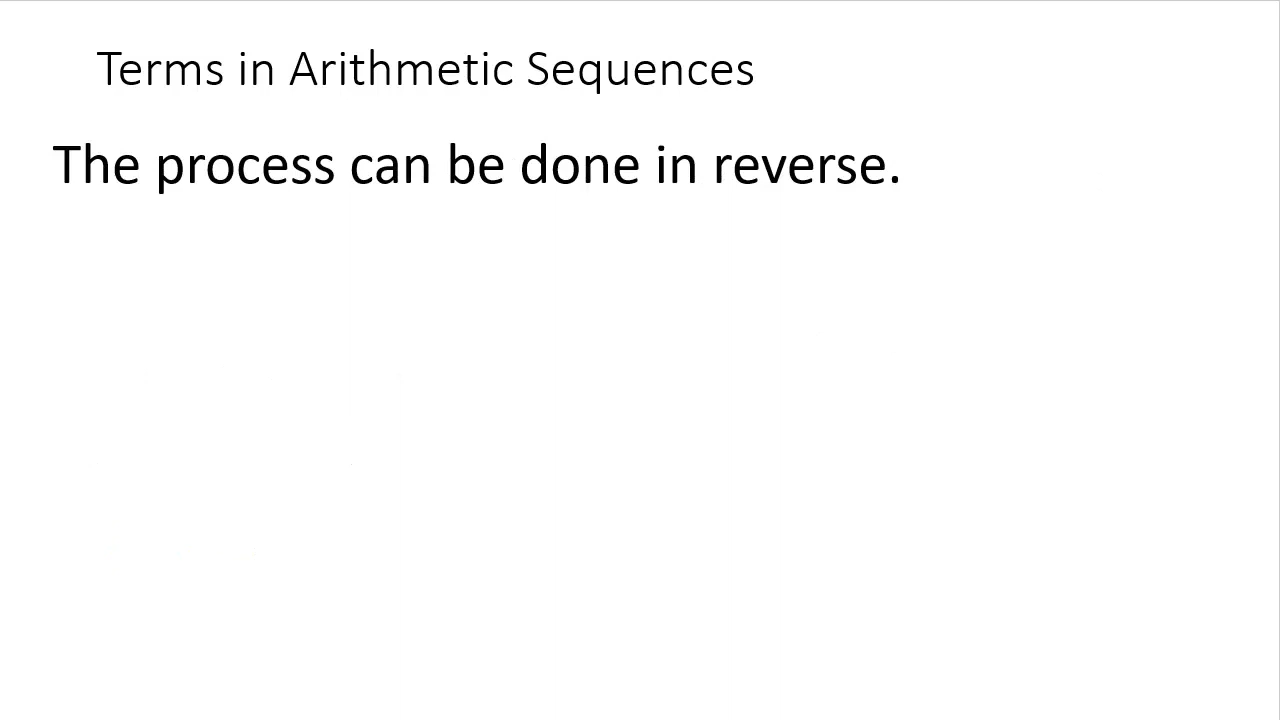 Terms in Arithmetic Sequences
The process can be done in reverse.